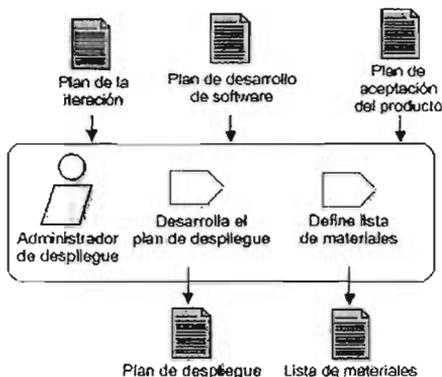 Plan de la
iteración
Plan de desarrollo
de software
Plan de
aceptación
del producto
Administrador
de despliegue
Desarrolla el
plan de despliegue
Define lista
de materiales
Plan de despliegue
Lista de materiales